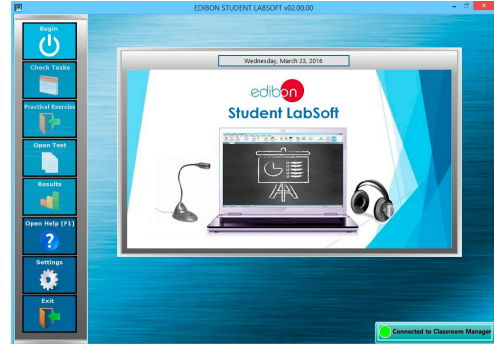 EDIBON STUDENT LABSOFT v02.00.00
Begin
Check Tasks
Practical Exercise
Open Test
Results
Open Help (F1)
Settings
Exit
Wednesday, March 23, 2016
edibon
Student LabSoft
Connected to Classroom Manager